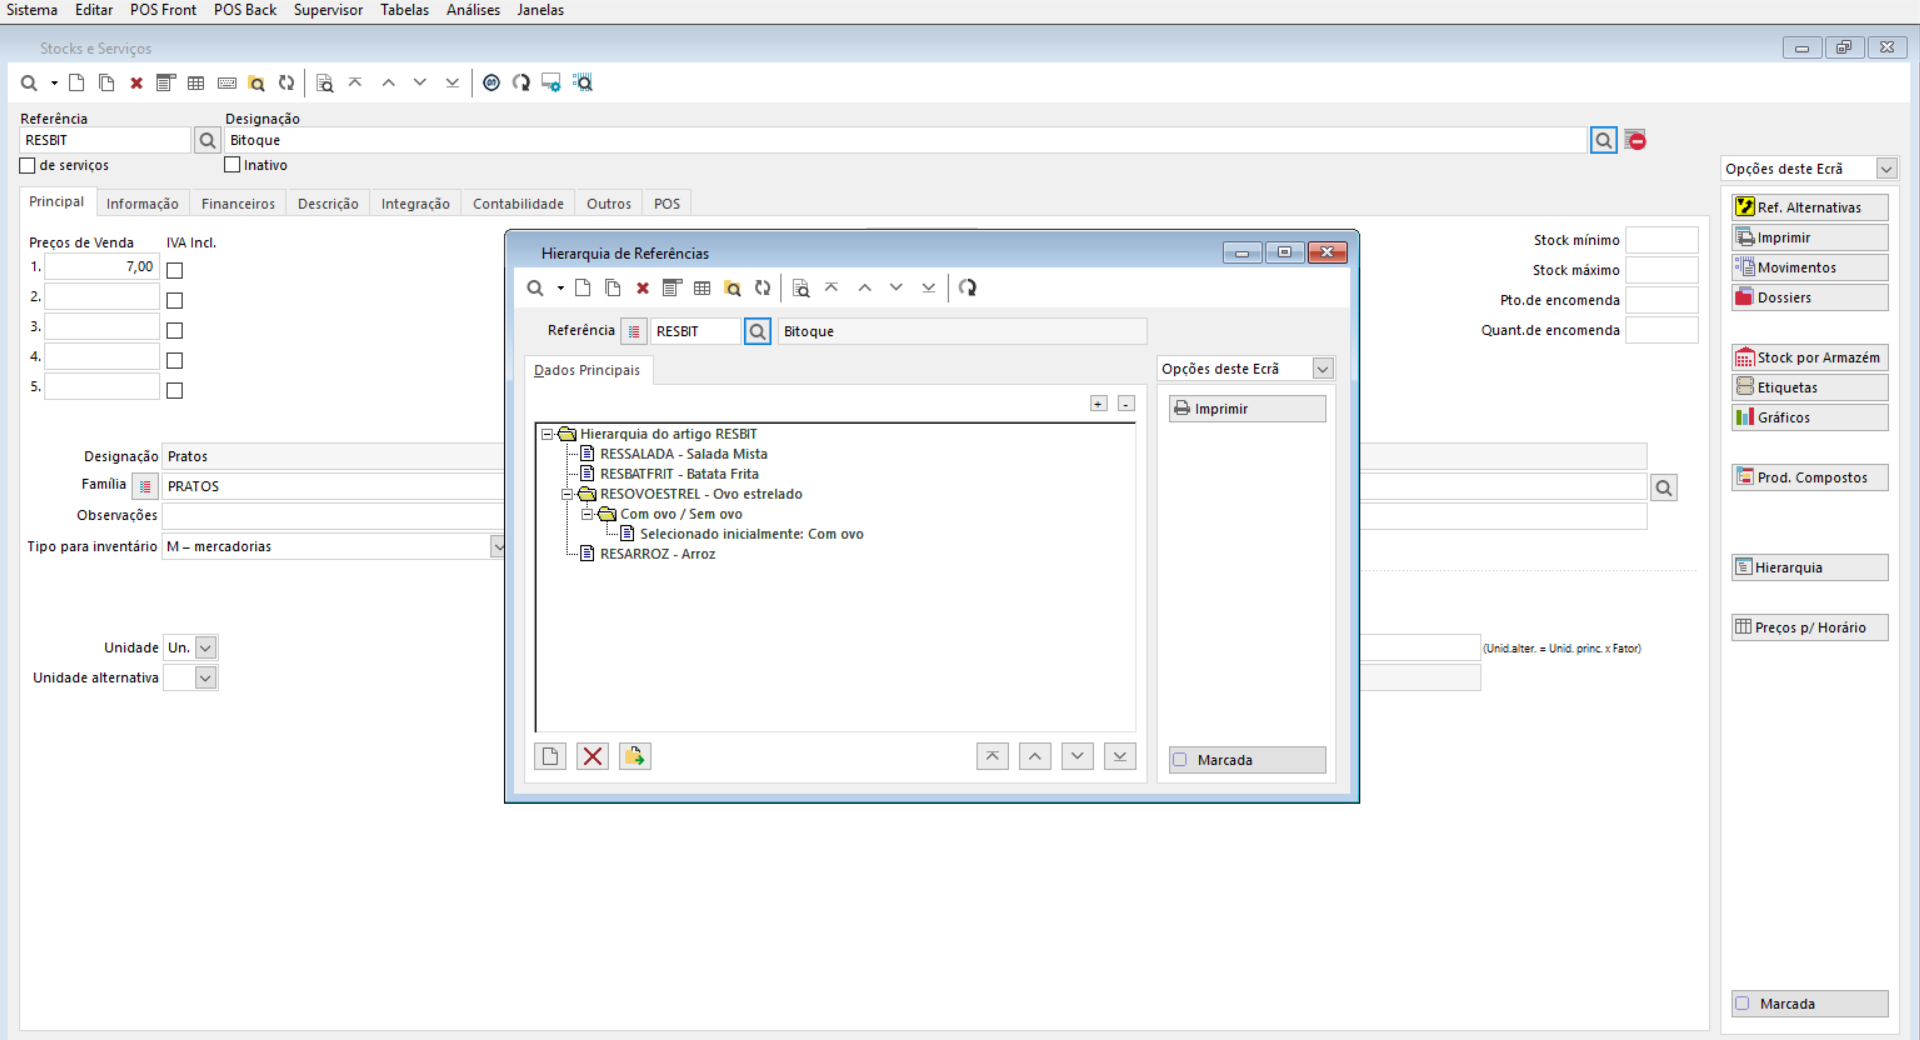 Sistema Editar POS Front POS Back Supervisor Tabelas Análises Janelas
Stocks e Serviços
Referência Designação
RESBIT Bitoque
de serviços Inativo
Opções deste Ecrã
Principal Informação Financeiros Descrição Integração Contabilidade Outros POS
Ref. Alternativas
Imprimir
Movimentos
Dossiers
Stock por Armazém
Etiquetas
Gráficos
Prod. Compostos
Hierarquia
Preços p/ Horário
Marcada
Preços de Venda IVA Incl.
1. 7,00
2.
3.
4.
5.
Stock mínimo
Stock máximo
Pto.de encomenda
Quant.de encomenda
Designação Pratos
Família PRATOS
Observações
Tipo para inventário M – mercadorias
Unidade Un.
(Unid.alter. = Unid. princ. x Fator)
Unidade alternativa
Hierarquia de Referências
Referência RESBIT Bitoque
Dados Principais
Opções deste Ecrã
+ -
Imprimir
Hierarquia do artigo RESBIT
RESSALADA - Salada Mista
RESBATFRIT - Batata Frita
RESOVOESTREL - Ovo estrelado
Com ovo / Sem ovo
Selecionado inicialmente: Com ovo
RESARROZ - Arroz
Marcada